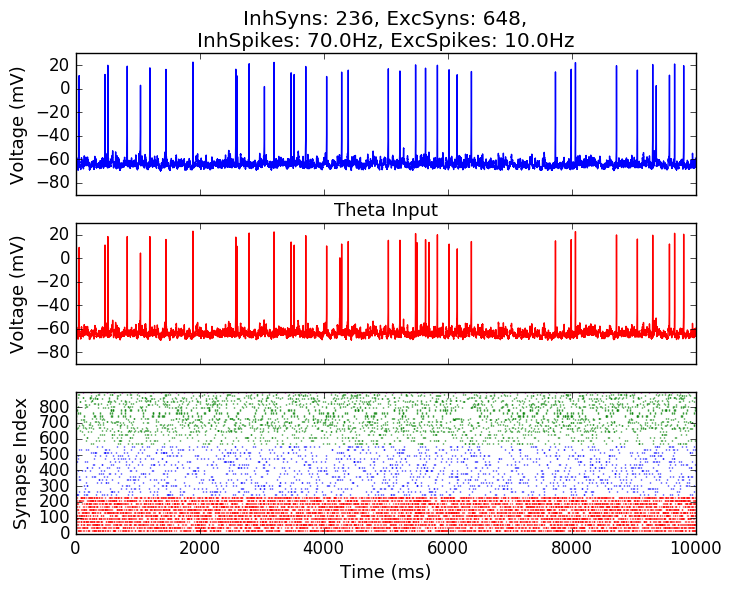 InhSyns: 236, ExcSyns: 648,
InhSpikes: 70.0Hz, ExcSpikes: 10.0Hz
Voltage (mV)
20
0
−20
−40
−60
−80
Theta Input
Voltage (mV)
20
0
−20
−40
−60
−80
Synapse Index
800
700
600
500
400
300
200
100
0
0 2000 4000 6000 8000 10000
Time (ms)